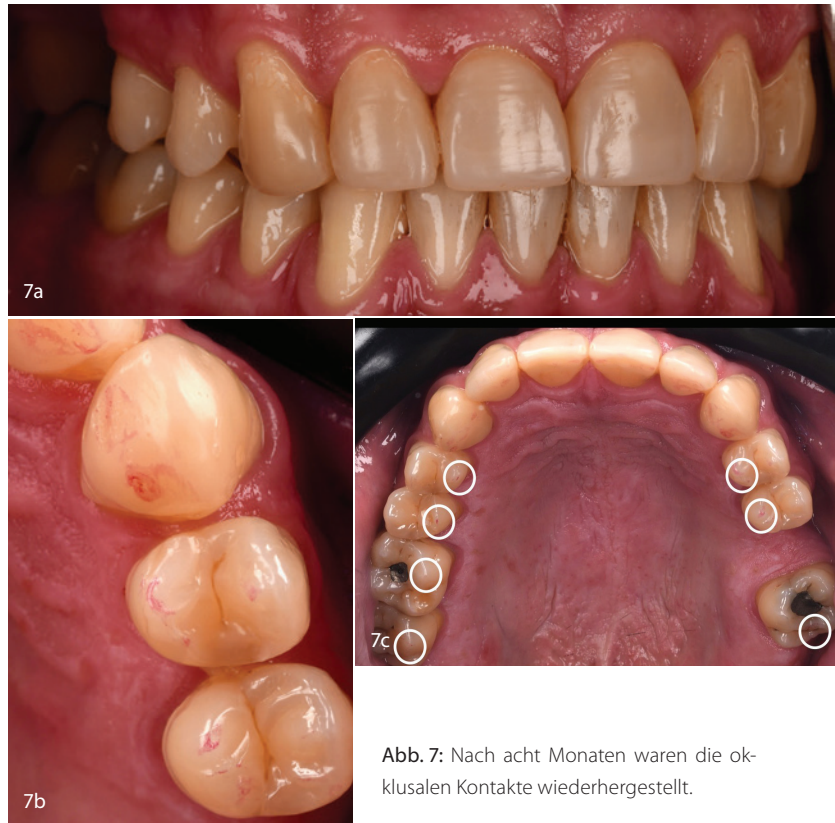 7a
7b
7c
Abb. 7: Nach acht Monaten waren die ok-
klusalen Kontakte wiederhergestellt.